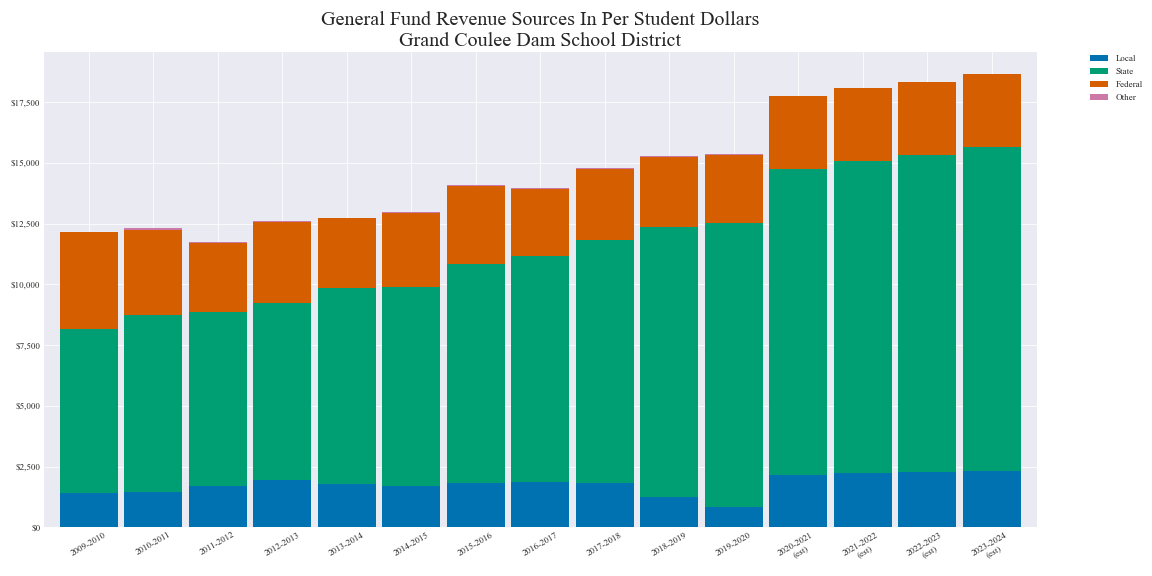 General Fund Revenue Sources In Per Student Dollars
Grand Coulee Dam School District
Local
State
Federal
Other
$17,500
$15,000
$12,500
$10,000
$7,500
$5,000
$2,500
$0
2009-2010
2010-2011
2011-2012
2012-2013
2013-2014
2014-2015
2015-2016
2016-2017
2017-2018
2018-2019
2019-2020
2020-2021
(est)
2021-2022
(est)
2022-2023
(est)
2023-2024
(est)